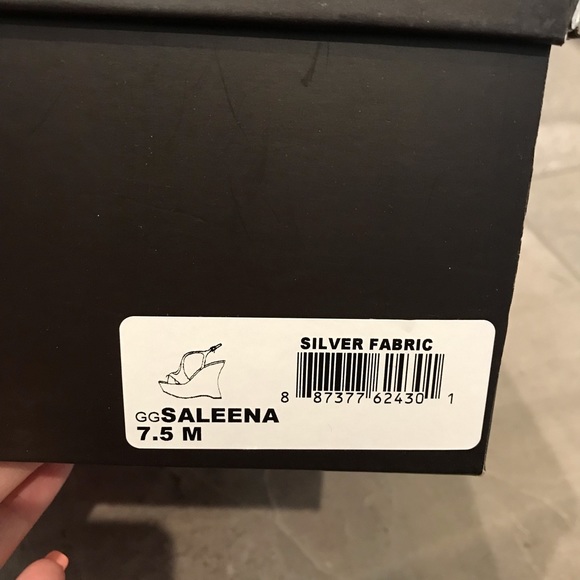 SILVER FABRIC
8 87377 62430 1
GGSALEENA
7.5 M